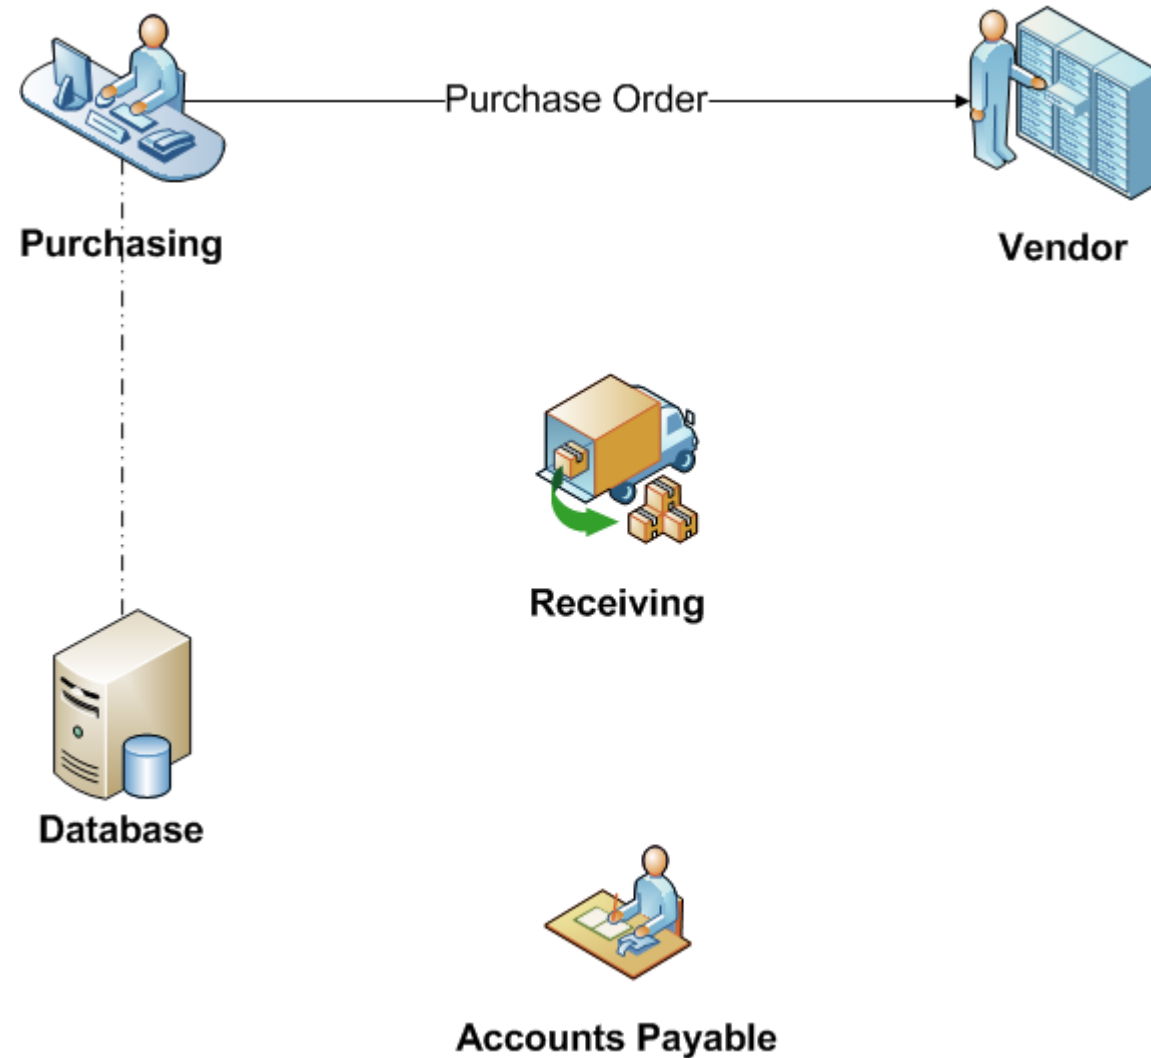 Purchase Order
Purchasing
Vendor
Receiving
Database
Accounts Payable